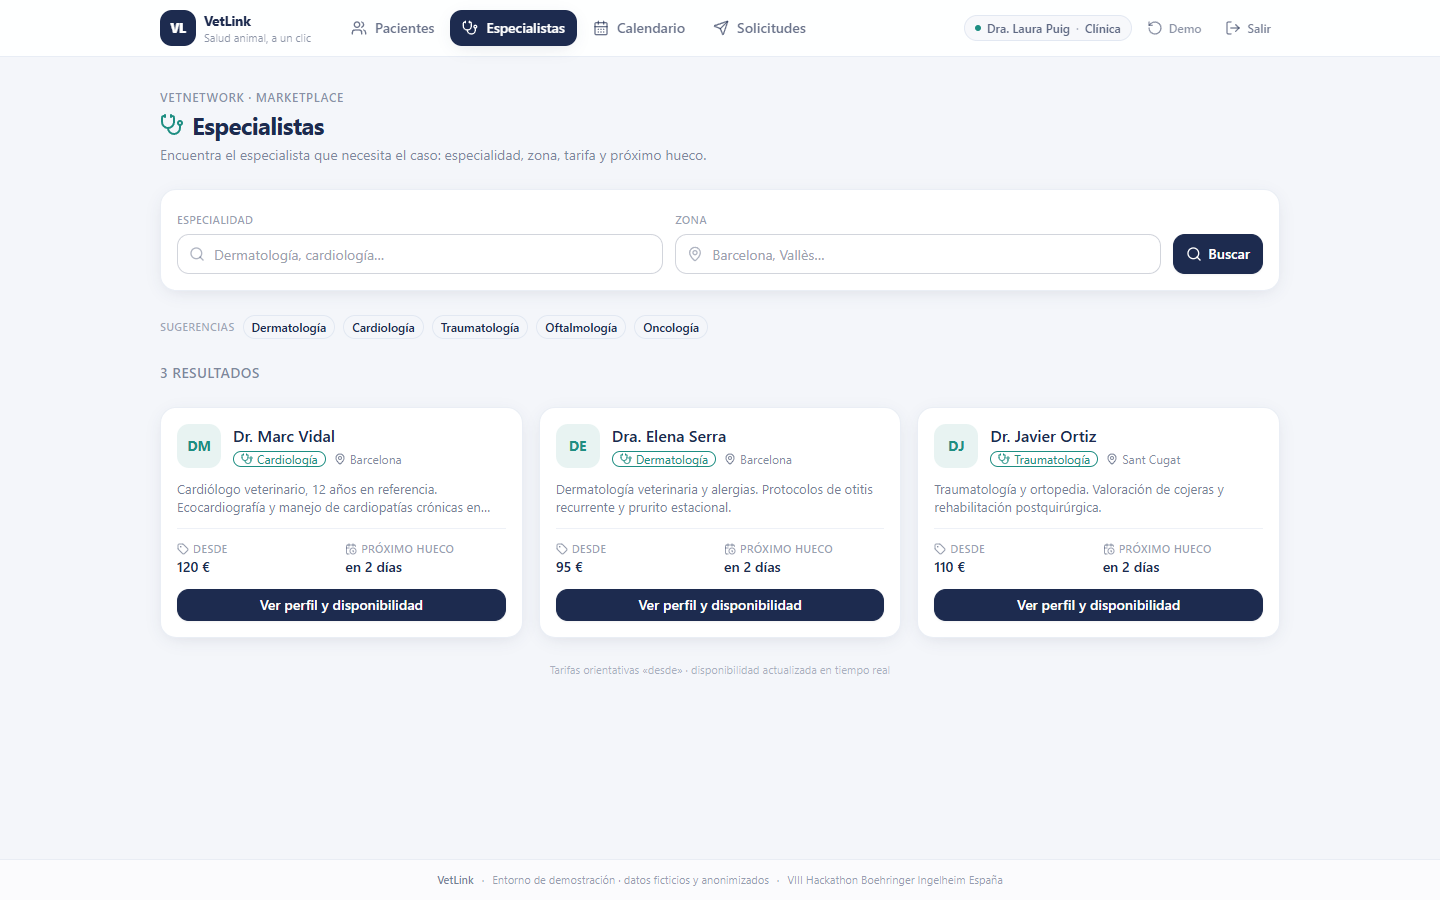 VL VetLink
Salud animal, a un clic
Pacientes
Especialistas
Calendario
Solicitudes
Dra. Laura Puig · Clínica
Demo
Salir
VETNETWORK · MARKETPLACE
Especialistas
Encuentra el especialista que necesita el caso: especialidad, zona, tarifa y próximo hueco.
ESPECIALIDAD
Dermatología, cardiología...
ZONA
Barcelona, Vallès...
Buscar
SUGERENCIAS Dermatología Cardiología Traumatología Oftalmología Oncología
3 RESULTADOS
DM
Dr. Marc Vidal
Cardiología Barcelona
Cardiólogo veterinario, 12 años en referencia.
Ecocardiografía y manejo de cardiopatías crónicas en...
DESDE
120 €
PRÓXIMO HUECO
en 2 días
Ver perfil y disponibilidad
DE
Dra. Elena Serra
Dermatología Barcelona
Dermatología veterinaria y alergias. Protocolos de otitis
recurrente y prurito estacional.
DESDE
95 €
PRÓXIMO HUECO
en 2 días
Ver perfil y disponibilidad
DJ
Dr. Javier Ortiz
Traumatología Sant Cugat
Traumatología y ortopedia. Valoración de cojeras y
rehabilitación postquirúrgica.
DESDE
110 €
PRÓXIMO HUECO
en 2 días
Ver perfil y disponibilidad
Tarifas orientativas «desde» · disponibilidad actualizada en tiempo real
VetLink · Entorno de demostración · datos ficticios y anonimizados · VIII Hackathon Boehringer Ingelheim España